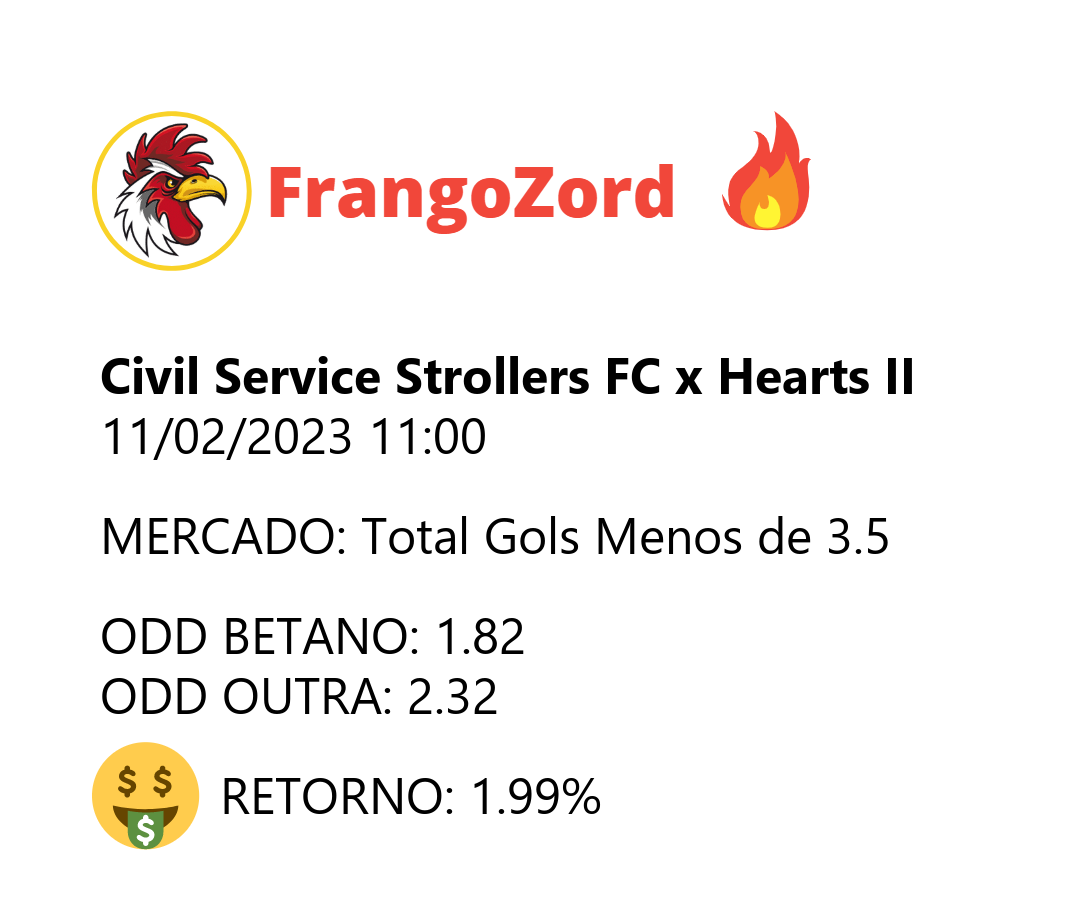 FrangoZord
Civil Service Strollers FC x Hearts II
11/02/2023 11:00
MERCADO: Total Gols Menos de 3.5
ODD BETANO: 1.82
ODD OUTRA: 2.32
RETORNO: 1.99%